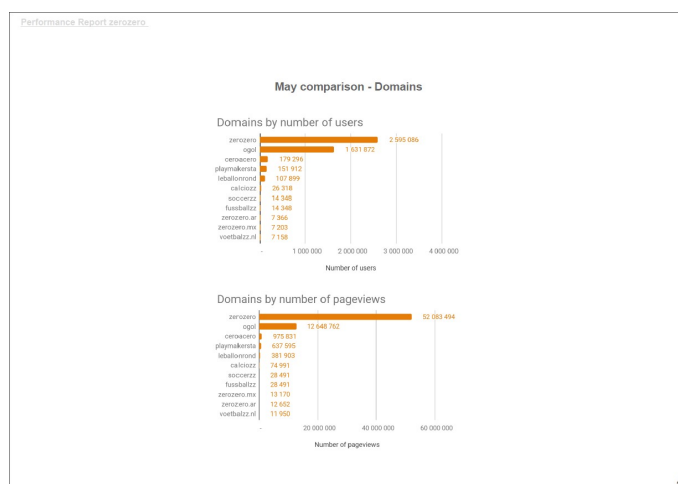 Performance Report zerozero
May comparison - Domains
Domains by number of users
zerozero 2 595 086
ogol 1 631 872
ceroacero 179 296
playmakersta 151 912
leballonrond 107 899
calciozz 26 318
soccerzz 14 348
fussballzz 14 348
zerozero.ar 7 366
zerozero.mx 7 203
voetbalzz.nl 7 158
- 1 000 000 2 000 000 3 000 000 4 000 000
Number of users
Domains by number of pageviews
zerozero 52 083 494
ogol 12 648 762
ceroacero 975 831
playmakersta 637 595
leballonrond 381 903
calciozz 74 991
soccerzz 28 491
fussballzz 28 491
zerozero.mx 13 170
zerozero.ar 12 652
voetbalzz.nl 11 950
- 20 000 000 40 000 000 60 000 000
Number of pageviews